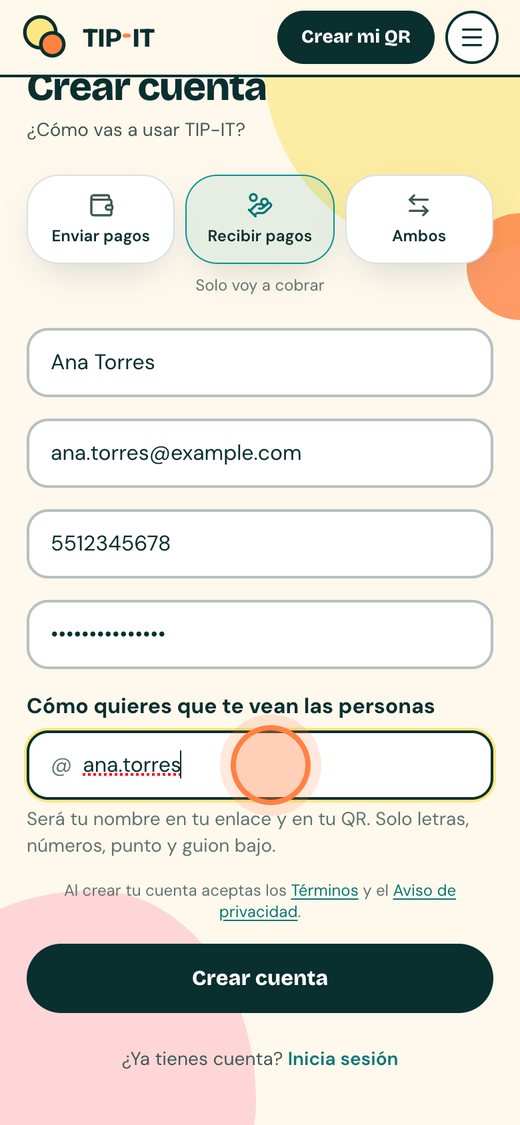 TIP-IT
Crear mi QR
Crear cuenta
¿Cómo vas a usar TIP-IT?
Enviar pagos
Recibir pagos
Ambos
Solo voy a cobrar
Ana Torres
ana.torres@example.com
5512345678
•••••••••••••••
Cómo quieres que te vean las personas
@ ana.torres
Será tu nombre en tu enlace y en tu QR. Solo letras,
números, punto y guion bajo.
Al crear tu cuenta aceptas los Términos y el Aviso de
privacidad.
Crear cuenta
¿Ya tienes cuenta? Inicia sesión